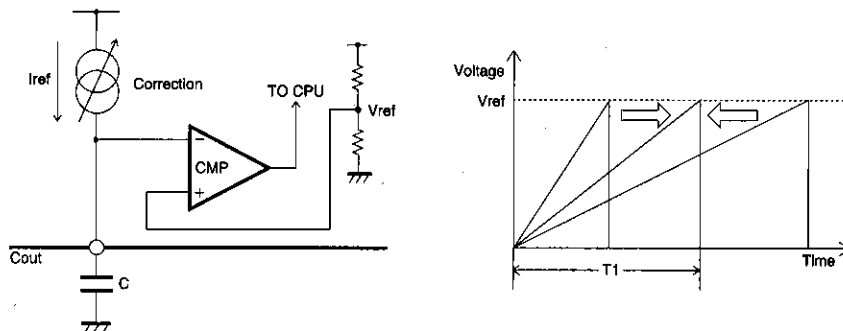 Iref
Correction
TO CPU
Vref
−
CMP
+
Cout
C
Voltage
Vref
T1
Time